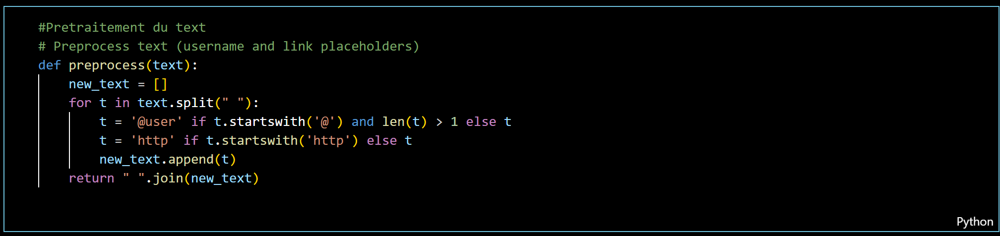 #Pretraitement du text
# Preprocess text (username and link placeholders)
def preprocess(text):
    new_text = []
    for t in text.split(" "):
        t = '@user' if t.startswith('@') and len(t) > 1 else t
        t = 'http' if t.startswith('http') else t
        new_text.append(t)
    return " ".join(new_text)
Python